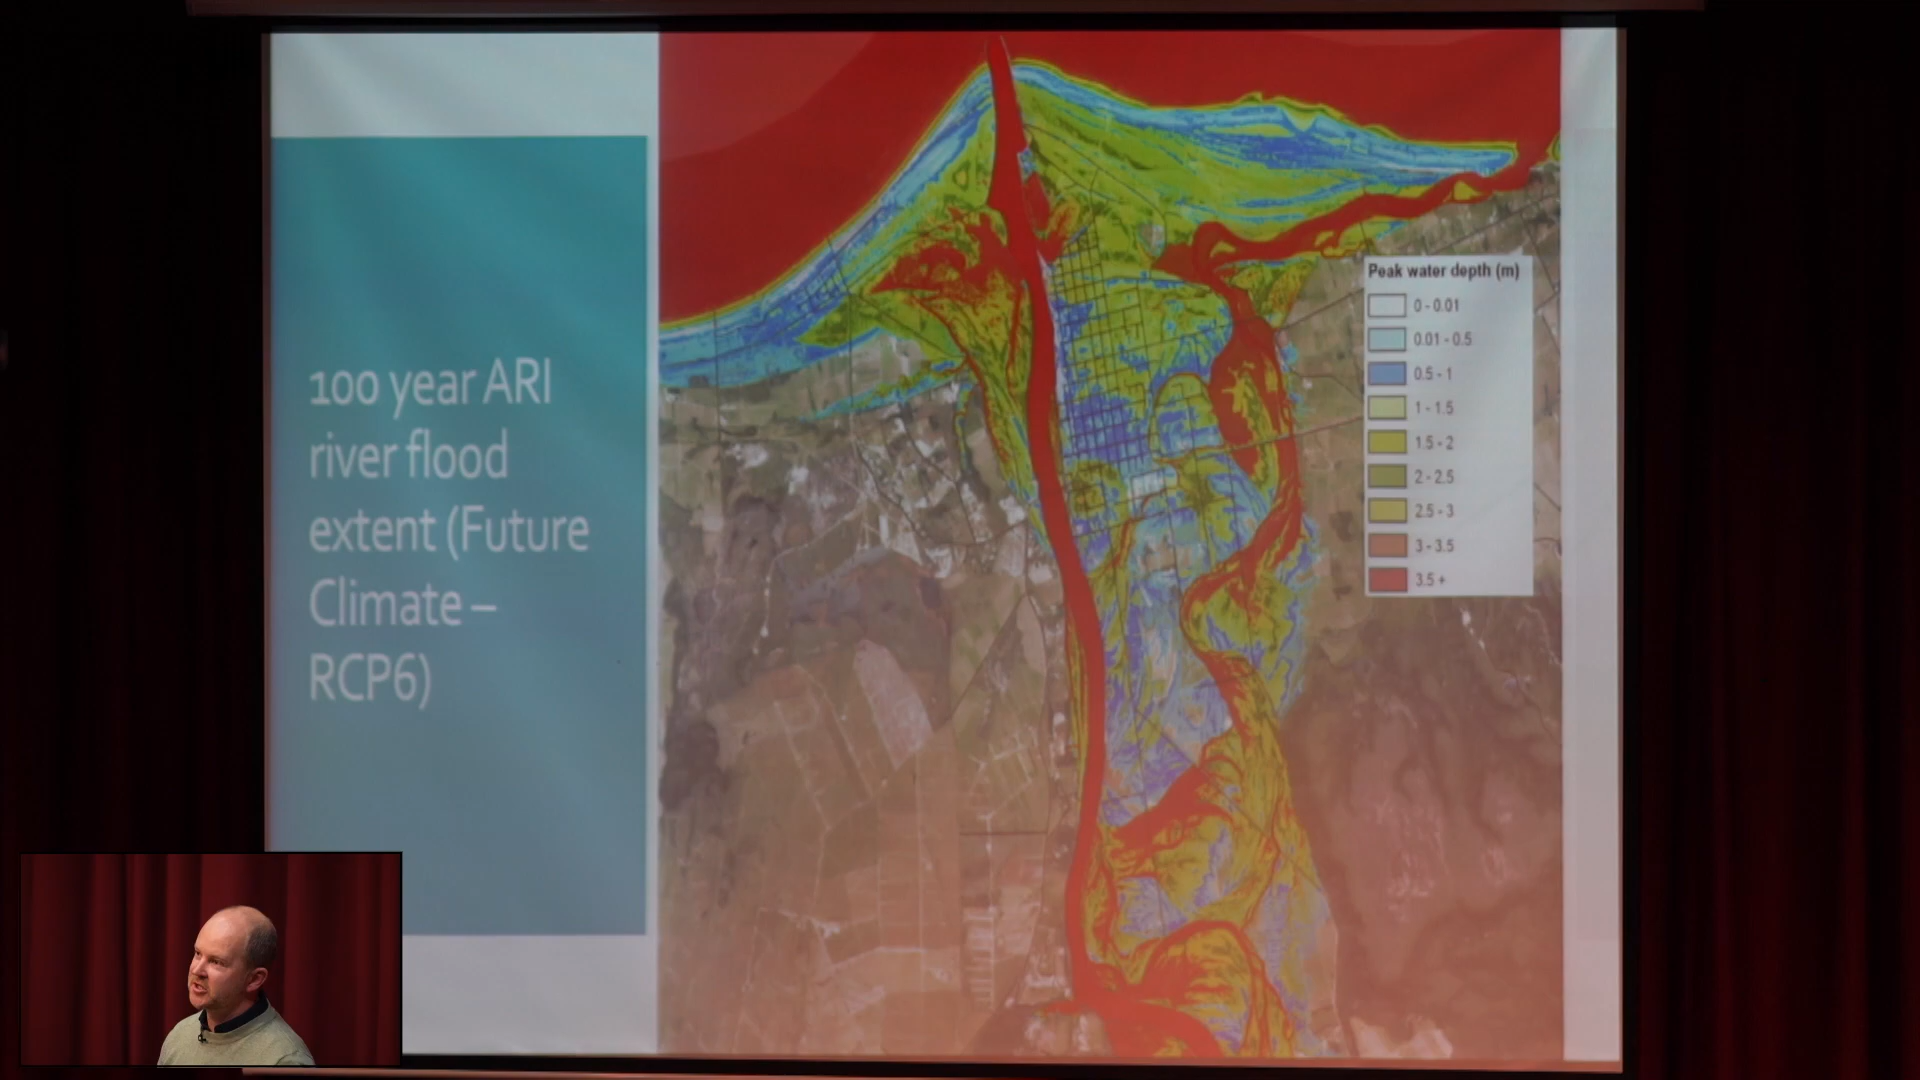 100 year ARI
river flood
extent (Future
Climate –
RCP6)
Peak water depth (m)
0 - 0.01
0.01 - 0.5
0.5 - 1
1 - 1.5
1.5 - 2
2 - 2.5
2.5 - 3
3 - 3.5
3.5 +